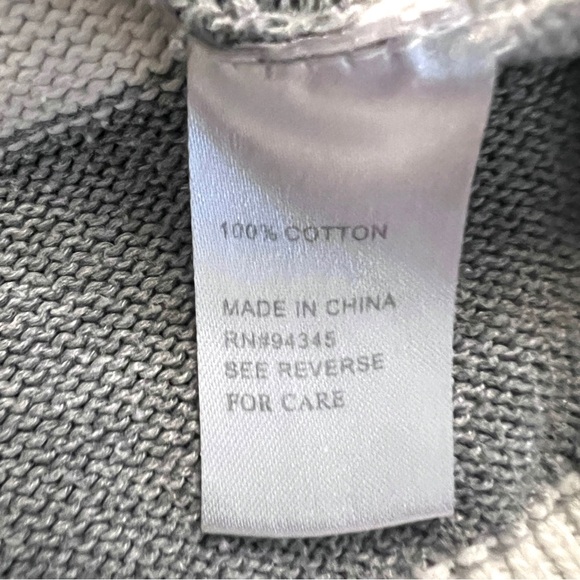 100% COTTON
MADE IN CHINA
RN#94345
SEE REVERSE
FOR CARE